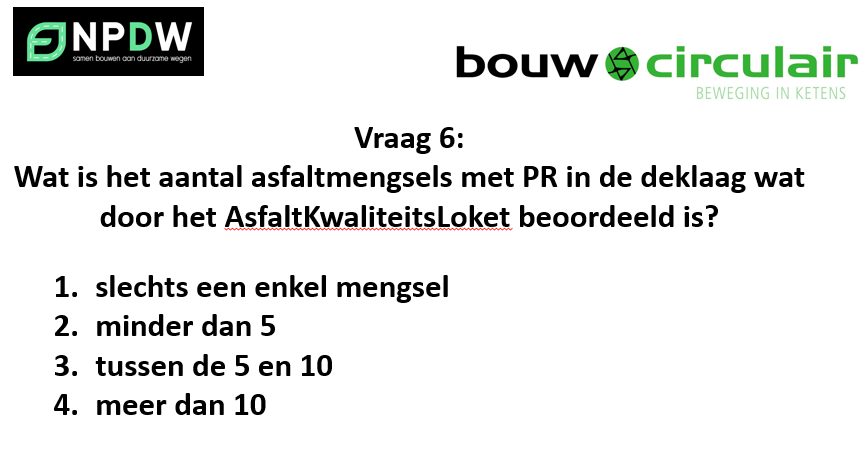 NPDW
samen bouwen aan duurzame wegen
bouw circulair
BEWEGING IN KETENS
Vraag 6:
Wat is het aantal asfaltmengsels met PR in de deklaag wat
door het AsfaltKwaliteitsLoket beoordeeld is?
1. slechts een enkel mengsel
2. minder dan 5
3. tussen de 5 en 10
4. meer dan 10